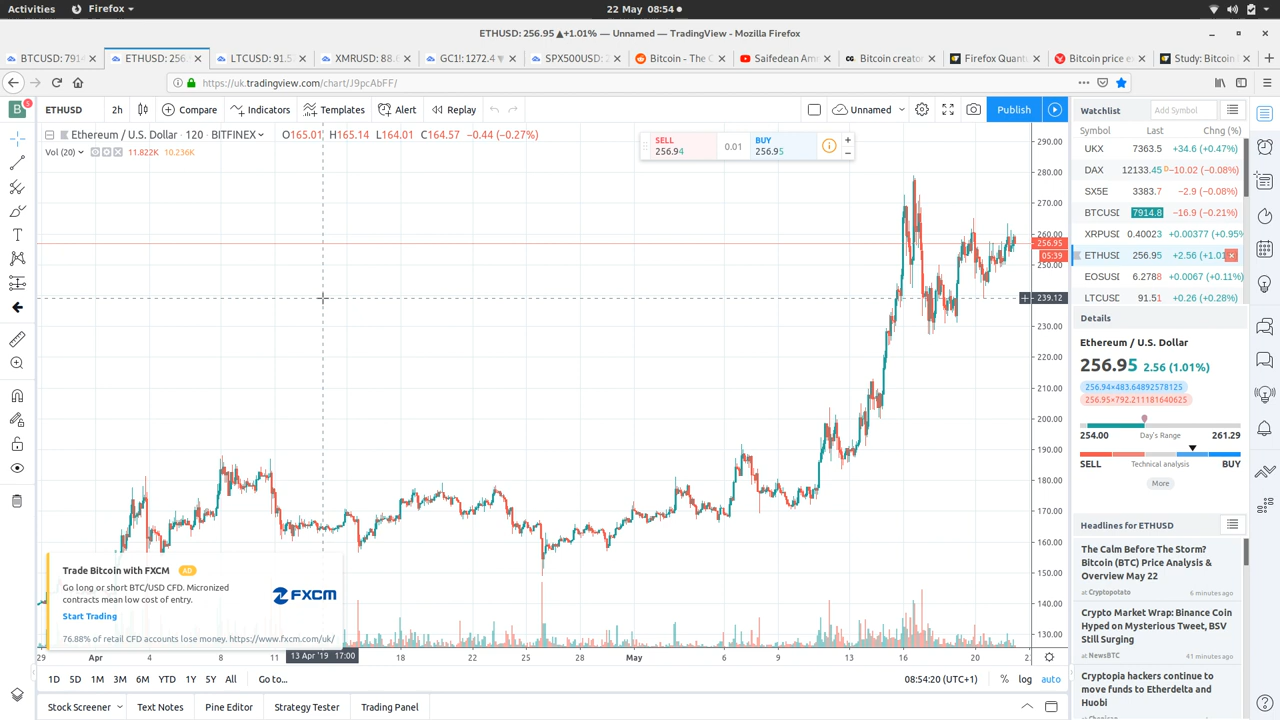 Activities Firefox 22 May 08:54
ETHUSD: 256.95 ▲+1.01% — Unnamed — TradingView - Mozilla Firefox
BTCUSD: 791 ETHUSD: 256 LTCUSD: 91.5 XMRUSD: 88. GC1!: 1272.4 SPX500USD: 2 Bitcoin - The C Saifedean Am Bitcoin creato Firefox Quant Bitcoin price es Study: Bitcoin
https://uk.tradingview.com/chart/J9pcAbFF/
ETHUSD 2h Compare Indicators Templates Alert Replay Unnamed Publish
Ethereum / U.S. Dollar · 120 · BITFINEX O165.01 H165.14 L164.01 C164.57 −0.44 (−0.27%)
Vol (20) 11.822K 10.236K
SELL
256.94
0.01
BUY
256.95
290.00
280.00
270.00
260.00
256.95
05:39
250.00
239.12
230.00
220.00
210.00
200.00
190.00
180.00
170.00
160.00
150.00
140.00
130.00
Trade Bitcoin with FXCM AD
Go long or short BTC/USD CFD. Micronized
contracts mean low cost of entry.
Start Trading
FXCM
76.88% of retail CFD accounts lose money. https://www.fxcm.com/uk/
29 Apr 4 8 11 13 Apr '19 17:00 18 22 25 28 May 6 9 13 16 20 2
1D 5D 1M 3M 6M YTD 1Y 5Y All Go to... 08:54:20 (UTC+1) % log auto
Stock Screener Text Notes Pine Editor Strategy Tester Trading Panel
Watchlist Add Symbol
Symbol Last Chng (%)
UKX 7363.5 +34.6 (+0.47%)
DAX 12133.45 D −10.02 (−0.08%)
SX5E 3383.7 −2.9 (−0.08%)
BTCUSD 7914.8 −16.9 (−0.21%)
XRPUSD 0.40023 +0.00377 (+0.95%
ETHUSD 256.95 +2.56 (+1.01
EOSUSD 6.2788 +0.0067 (+0.11%)
LTCUSD 91.51 +0.26 (+0.28%)
Details
Ethereum / U.S. Dollar
256.95 2.56 (1.01%)
256.94×483.64892578125
256.95×792.211181640625
254.00 Day's Range 261.29
SELL Technical analysis BUY
More
Headlines for ETHUSD
The Calm Before The Storm?
Bitcoin (BTC) Price Analysis &
Overview May 22
at Cryptopotato 6 minutes ago
Crypto Market Wrap: Binance Coin
Hyped on Mysterious Tweet, BSV
Still Surging
at NewsBTC 41 minutes ago
Cryptopia hackers continue to
move funds to Etherdelta and
Huobi